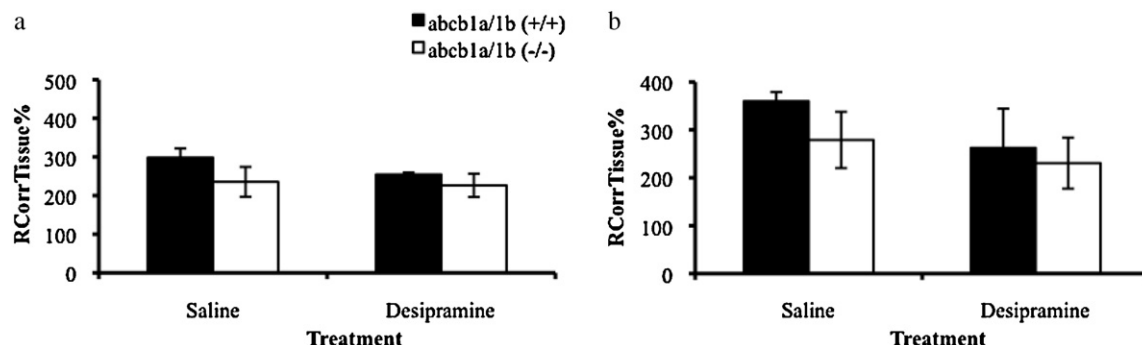 a
abcb1a/1b (+/+)
abcb1a/1b (-/-)
RCorrTissue%
500
400
300
200
100
0
Saline
Desipramine
Treatment
b
RCorrTissue%
400
300
200
100
0
Saline
Desipramine
Treatment